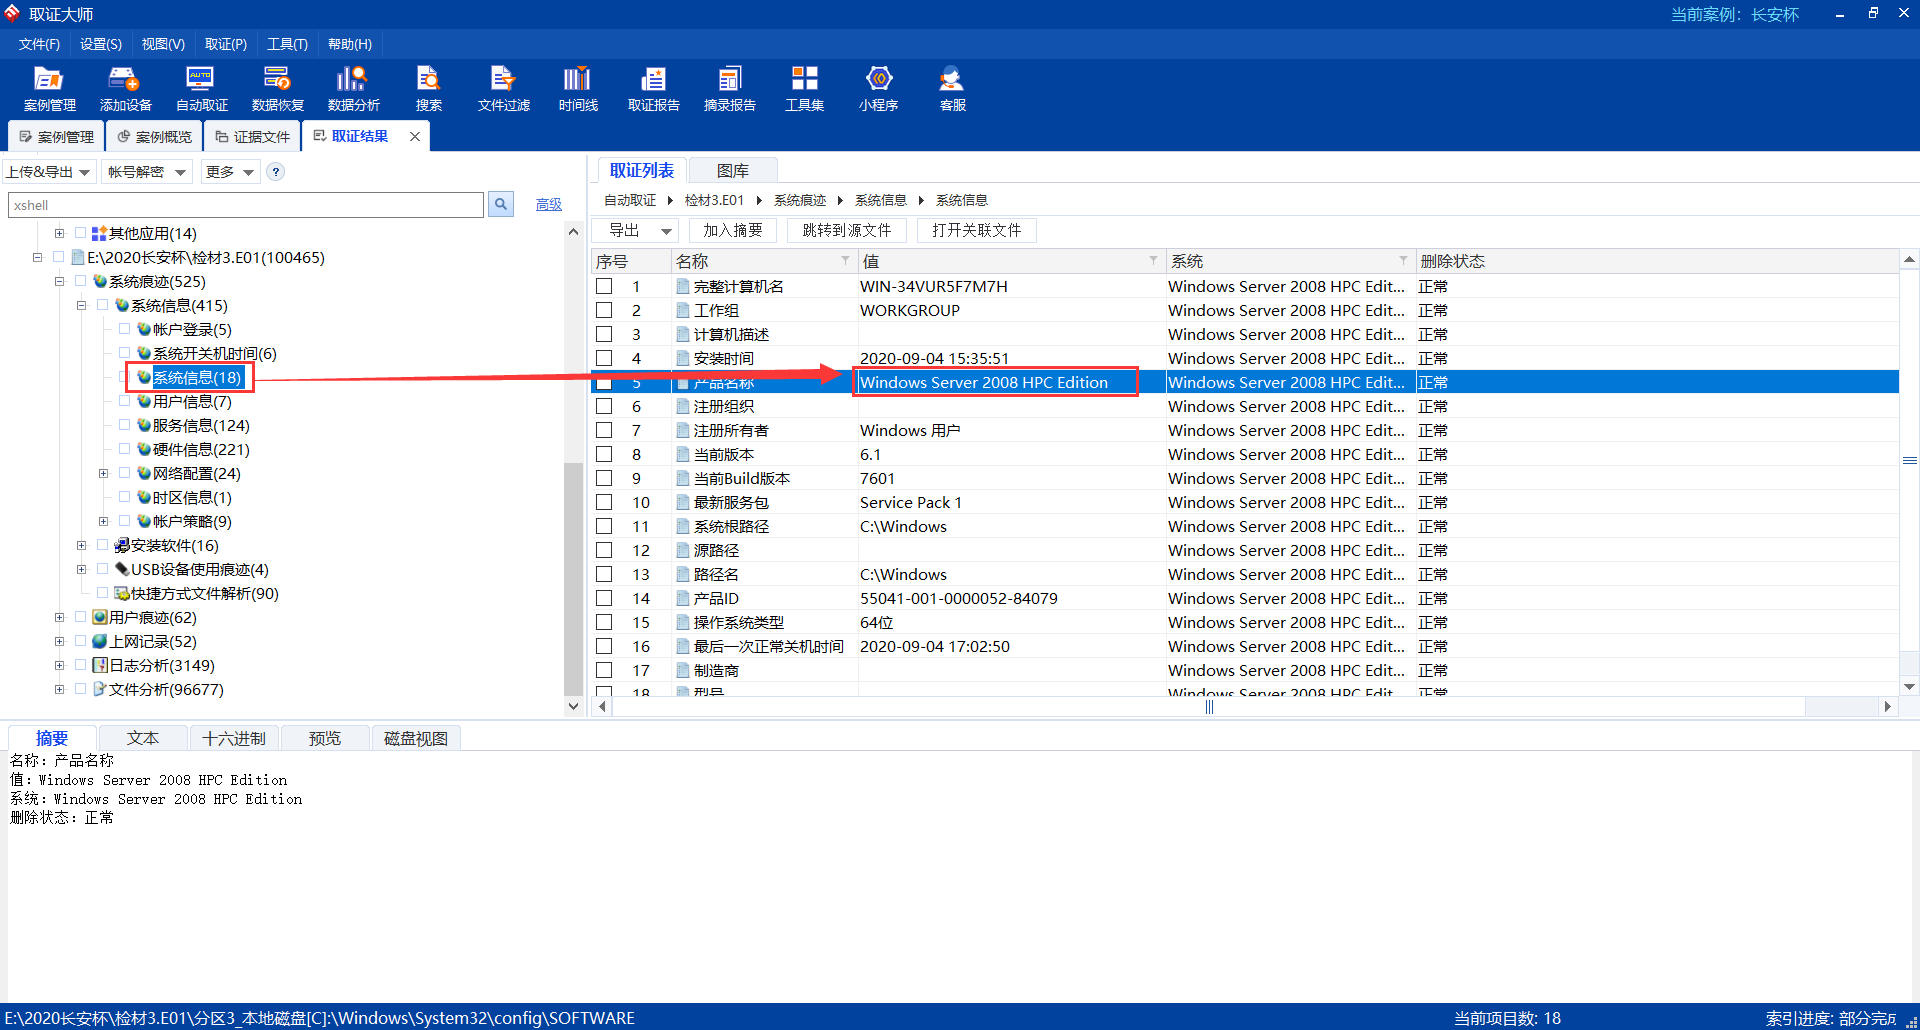 取证大师
当前案例：长安杯
文件(F) 设置(S) 视图(V) 取证(P) 工具(T) 帮助(H)
AUTO
案例管理 添加设备 自动取证 数据恢复 数据分析 搜索 文件过滤 时间线 取证报告 摘录报告 工具集 小程序 客服
案例管理 案例概览 证据文件 取证结果
上传&导出 帐号解密 更多 ?
xshell 高级
其他应用(14)
E:\2020长安杯\检材3.E01(100465)
系统痕迹(525)
系统信息(415)
帐户登录(5)
系统开关机时间(6)
系统信息(18)
用户信息(7)
服务信息(124)
硬件信息(221)
网络配置(24)
时区信息(1)
帐户策略(9)
安装软件(16)
USB设备使用痕迹(4)
快捷方式文件解析(90)
用户痕迹(62)
上网记录(52)
日志分析(3149)
文件分析(96677)
取证列表 图库
自动取证 检材3.E01 系统痕迹 系统信息 系统信息
导出 加入摘要 跳转到源文件 打开关联文件
序号 名称 值 系统 删除状态
1 完整计算机名 WIN-34VUR5F7M7H Windows Server 2008 HPC Edit... 正常
2 工作组 WORKGROUP Windows Server 2008 HPC Edit... 正常
3 计算机描述 Windows Server 2008 HPC Edit... 正常
4 安装时间 2020-09-04 15:35:51 Windows Server 2008 HPC Edit... 正常
5 产品名称 Windows Server 2008 HPC Edition Windows Server 2008 HPC Edit... 正常
6 注册组织 Windows Server 2008 HPC Edit... 正常
7 注册所有者 Windows 用户 Windows Server 2008 HPC Edit... 正常
8 当前版本 6.1 Windows Server 2008 HPC Edit... 正常
9 当前Build版本 7601 Windows Server 2008 HPC Edit... 正常
10 最新服务包 Service Pack 1 Windows Server 2008 HPC Edit... 正常
11 系统根路径 C:\Windows Windows Server 2008 HPC Edit... 正常
12 源路径 Windows Server 2008 HPC Edit... 正常
13 路径名 C:\Windows Windows Server 2008 HPC Edit... 正常
14 产品ID 55041-001-0000052-84079 Windows Server 2008 HPC Edit... 正常
15 操作系统类型 64位 Windows Server 2008 HPC Edit... 正常
16 最后一次正常关机时间 2020-09-04 17:02:50 Windows Server 2008 HPC Edit... 正常
17 制造商 Windows Server 2008 HPC Edit... 正常
18 型号 Windows Server 2008 HPC Edit... 正常
摘要 文本 十六进制 预览 磁盘视图
名称：产品名称
值：Windows Server 2008 HPC Edition
系统：Windows Server 2008 HPC Edition
删除状态：正常
E:\2020长安杯\检材3.E01\分区3_本地磁盘[C]:\Windows\System32\config\SOFTWARE
当前项目数: 18
索引进度: 部分完成